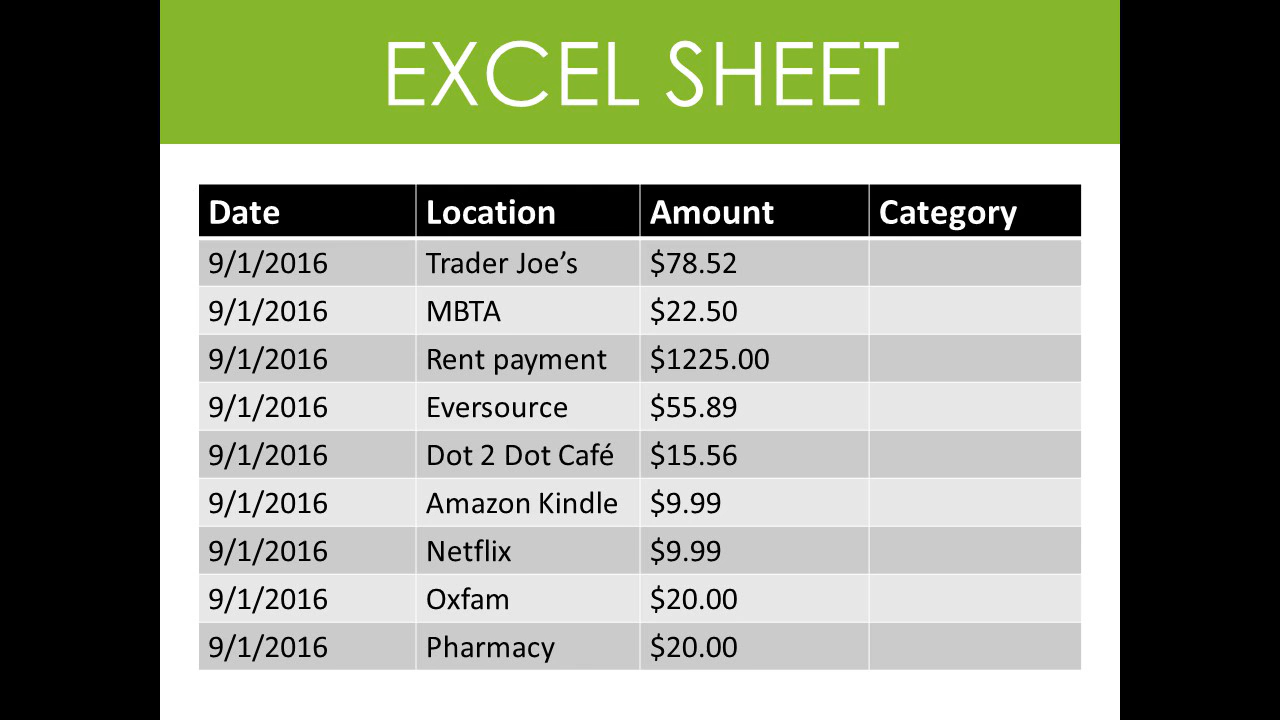 EXCEL SHEET
Date Location Amount Category
9/1/2016 Trader Joe’s $78.52
9/1/2016 MBTA $22.50
9/1/2016 Rent payment $1225.00
9/1/2016 Eversource $55.89
9/1/2016 Dot 2 Dot Café $15.56
9/1/2016 Amazon Kindle $9.99
9/1/2016 Netflix $9.99
9/1/2016 Oxfam $20.00
9/1/2016 Pharmacy $20.00